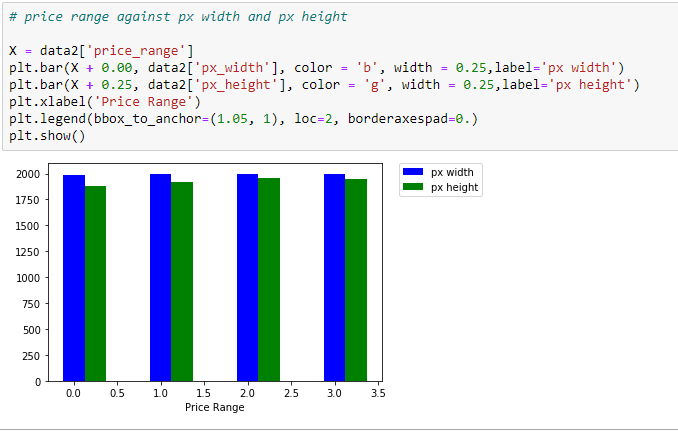 # price range against px width and px height
X = data2['price_range']
plt.bar(X + 0.00, data2['px_width'], color = 'b', width = 0.25,label='px width')
plt.bar(X + 0.25, data2['px_height'], color = 'g', width = 0.25,label='px height')
plt.xlabel('Price Range')
plt.legend(bbox_to_anchor=(1.05, 1), loc=2, borderaxespad=0.)
plt.show()
2000
1750
1500
1250
1000
750
500
250
0
0.0 0.5 1.0 1.5 2.0 2.5 3.0 3.5
Price Range
px width
px height